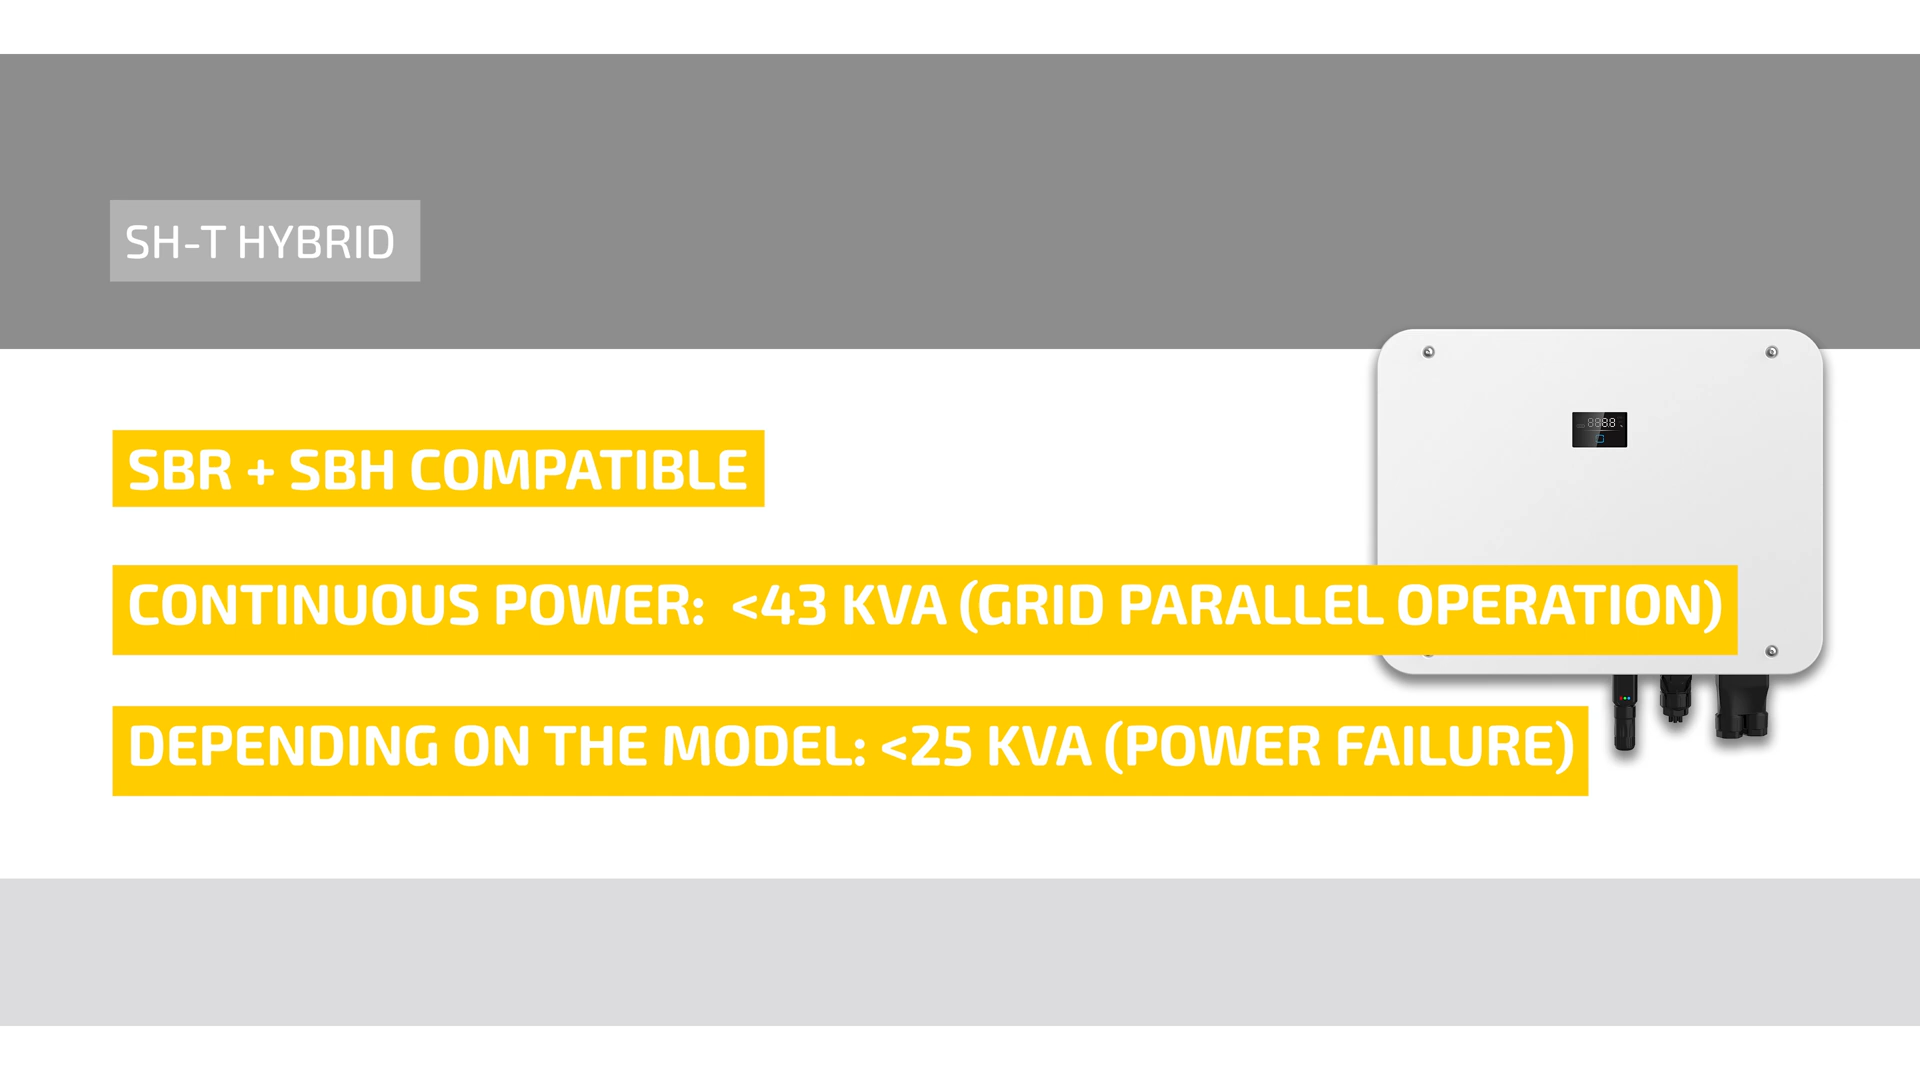 SH-T HYBRID
SBR + SBH COMPATIBLE
CONTINUOUS POWER: <43 KVA (GRID PARALLEL OPERATION)
DEPENDING ON THE MODEL: <25 KVA (POWER FAILURE)